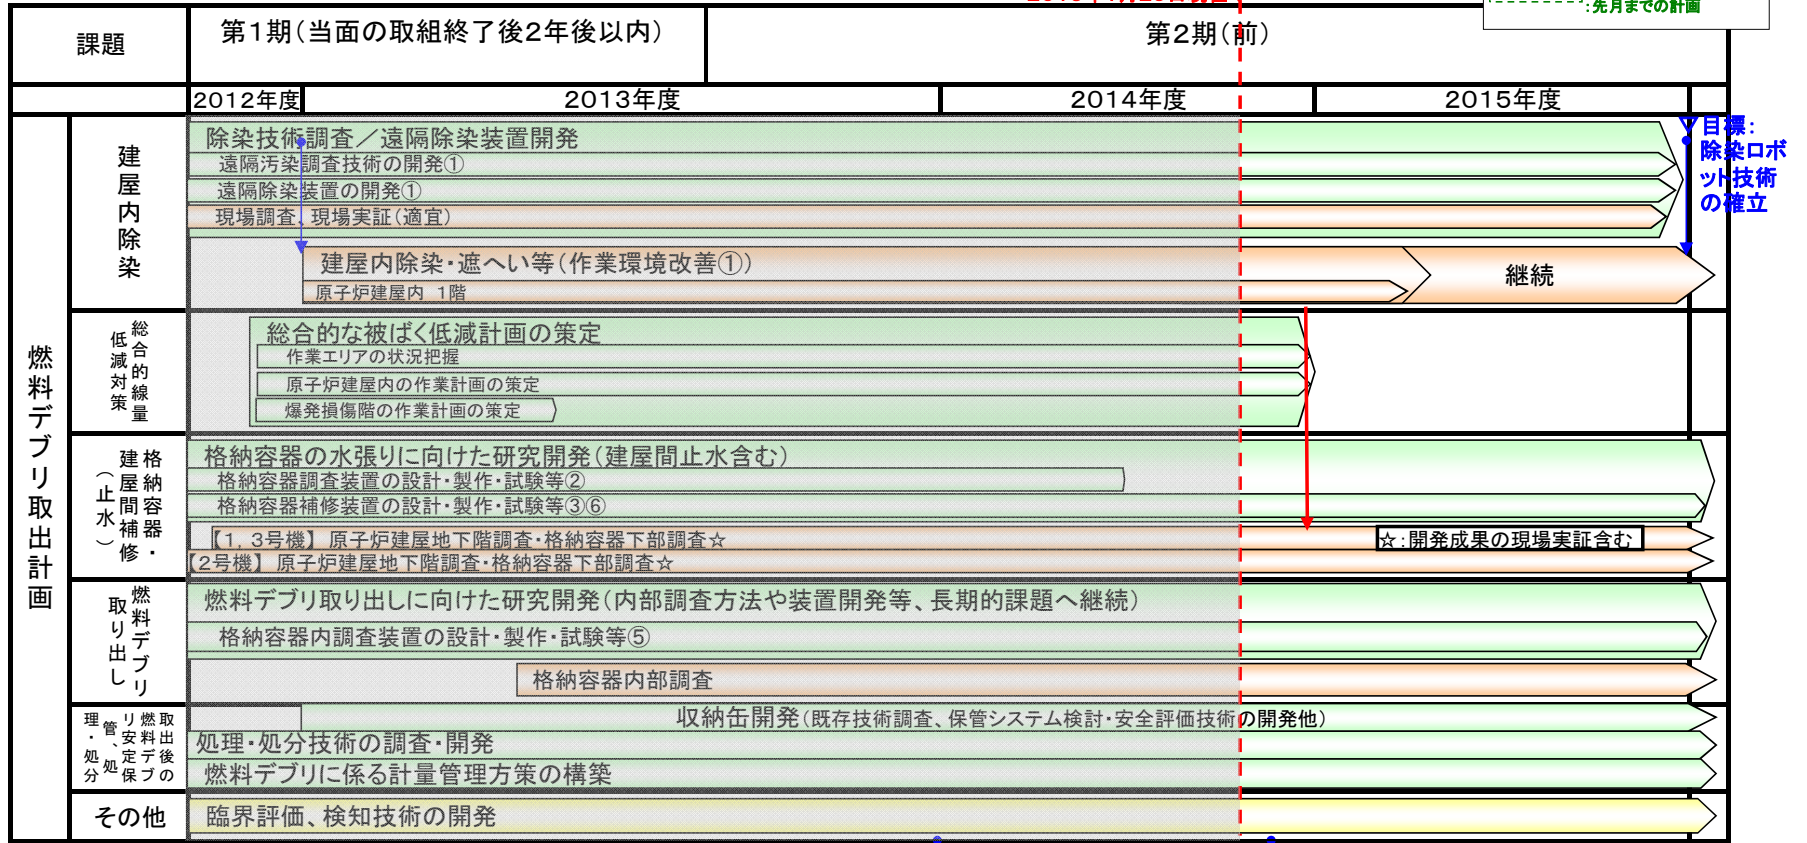 :先月までの計画
課題
第1期(当面の取組終了後2年後以内)
第2期(前)
2012年度
2013年度
2014年度
2015年度
燃料デブリ取出計画
建屋内除染
除染技術調査／遠隔除染装置開発
遠隔汚染調査技術の開発①
遠隔除染装置の開発①
現場調査、現場実証(適宜)
建屋内除染・遮へい等(作業環境改善①)
原子炉建屋内 1階
継続
▽目標:
除染ロボ
ット技術
の確立
総合的線量
低減対策
総合的な被ばく低減計画の策定
作業エリアの状況把握
原子炉建屋内の作業計画の策定
爆発損傷階の作業計画の策定
格納容器・
建屋間補修
(止水)
格納容器の水張りに向けた研究開発(建屋間止水含む)
格納容器調査装置の設計・製作・試験等②
格納容器補修装置の設計・製作・試験等③⑥
【1，3号機】原子炉建屋地下階調査・格納容器下部調査☆
☆:開発成果の現場実証含む
【2号機】原子炉建屋地下階調査・格納容器下部調査☆
燃料デブリ
取り出し
燃料デブリ取り出しに向けた研究開発(内部調査方法や装置開発等、長期的課題へ継続)
格納容器内調査装置の設計・製作・試験等⑤
格納容器内部調査
取出後の
燃料デブ
リ安定保
管、処
理・処分
収納缶開発(既存技術調査、保管システム検討・安全評価技術の開発他)
処理・処分技術の調査・開発
燃料デブリに係る計量管理方策の構築
その他
臨界評価、検知技術の開発